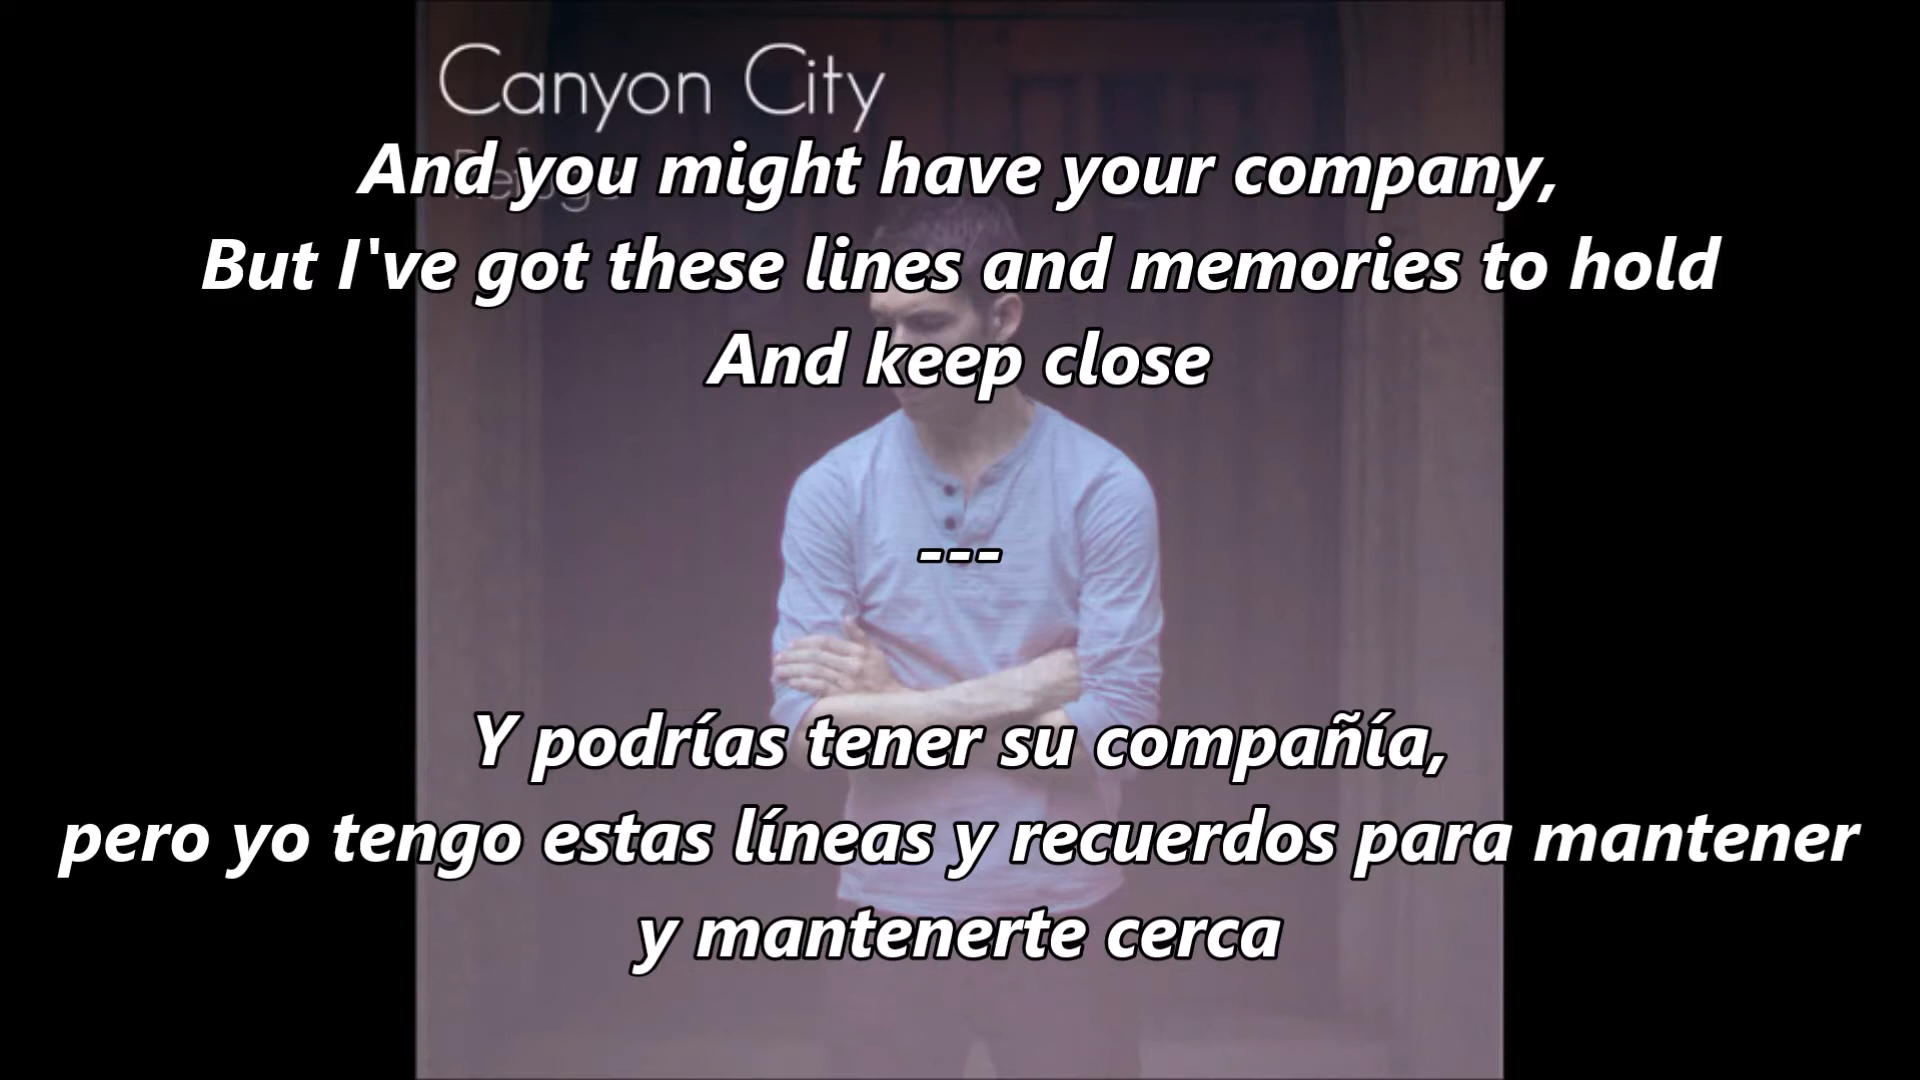 Canyon City
And you might have your company,
But I've got these lines and memories to hold
And keep close
---
Y podrías tener su compañía,
pero yo tengo estas líneas y recuerdos para mantener
y mantenerte cerca